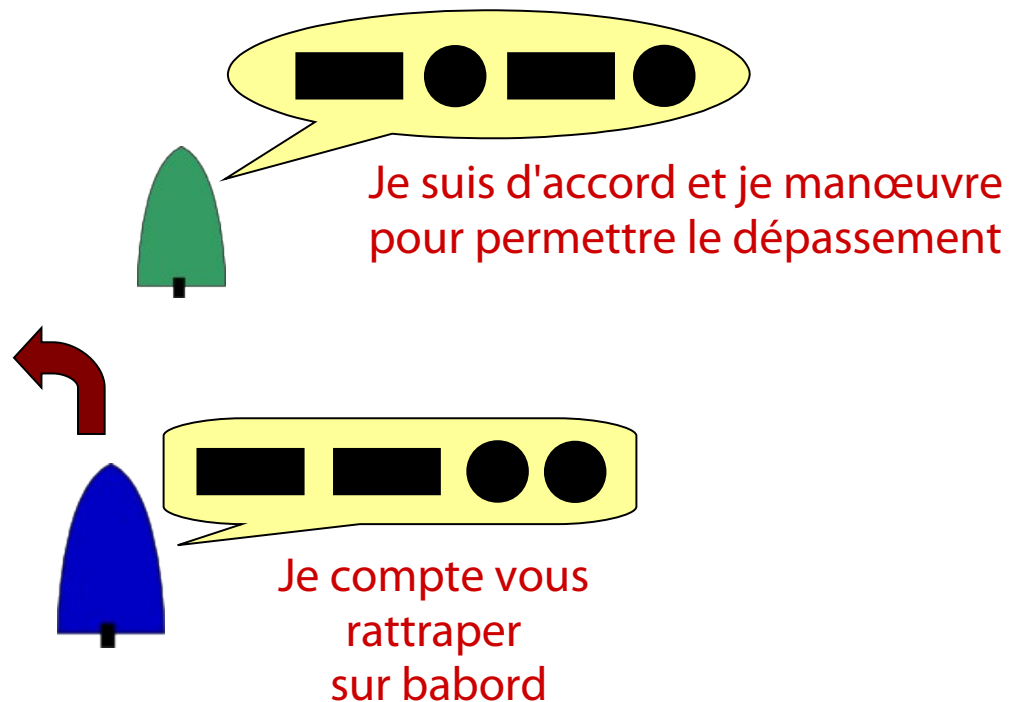 Je suis d'accord et je manœuvre
pour permettre le dépassement
Je compte vous
rattraper
sur babord